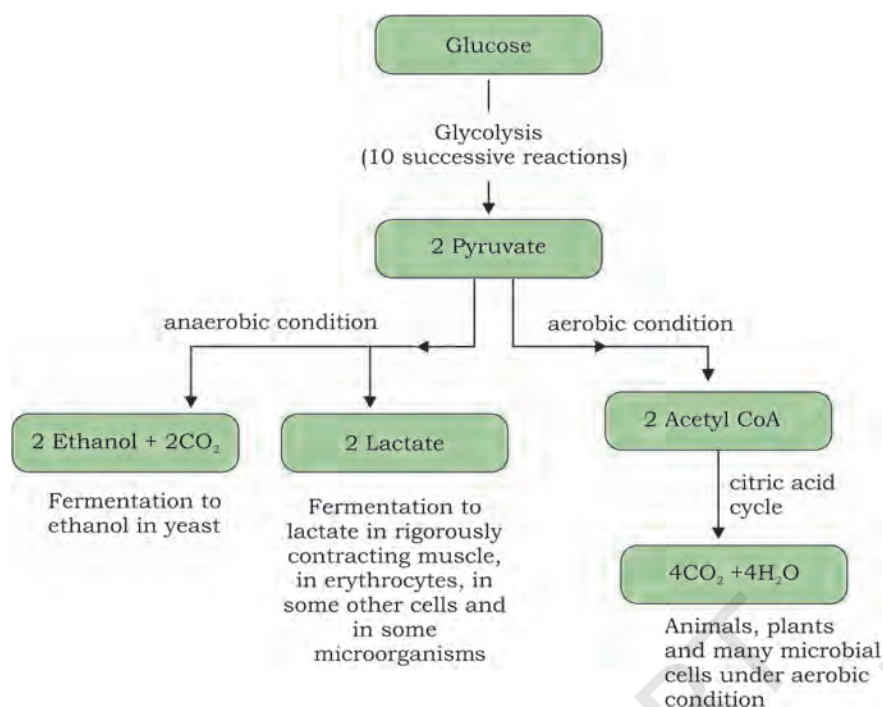 Glucose
Glycolysis
(10 successive reactions)
2 Pyruvate
anaerobic condition
aerobic condition
2 Ethanol + 2CO₂
2 Lactate
2 Acetyl CoA
Fermentation to
ethanol in yeast
Fermentation to
lactate in rigorously
contracting muscle,
in erythrocytes, in
some other cells and
in some
microorganisms
citric acid
cycle
4CO₂ +4H₂O
Animals, plants
and many microbial
cells under aerobic
condition